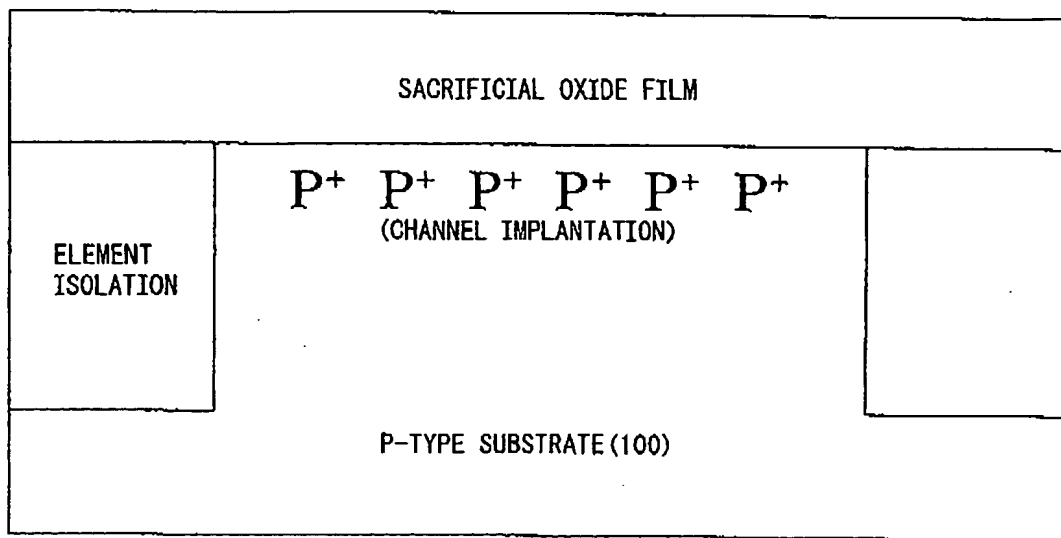 SACRIFICIAL OXIDE FILM
P+ P+ P+ P+ P+ P+
(CHANNEL IMPLANTATION)
ELEMENT
ISOLATION
P-TYPE SUBSTRATE(100)